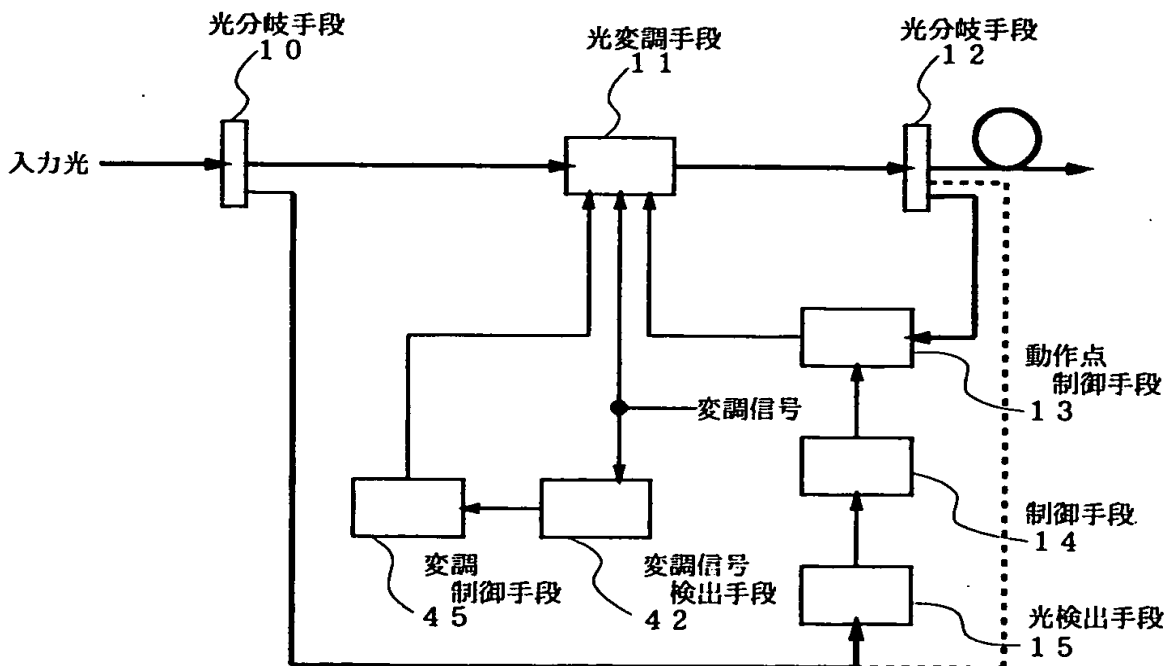 光分岐手段
10
光変調手段
11
光分岐手段
12
入力光
動作点
制御手段
13
変調信号
制御手段
14
変調
制御手段
45
変調信号
検出手段
42
光検出手段
15